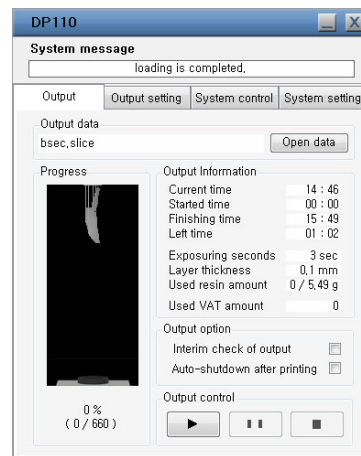 DP110
System message
loading is completed,
Output
Output setting
System control
System setting
Output data
bsec,slice
Open data
Progress
0 %
( 0 / 660 )
Output Information
Current time 14 : 46
Started time 00 : 00
Finishing time 15 : 49
Left time 01 : 02
Exposuring seconds 3 sec
Layer thickness 0,1 mm
Used resin amount 0 / 5,49 g
Used VAT amount 0
Output option
Interim check of output
Auto-shutdown after printing
Output control